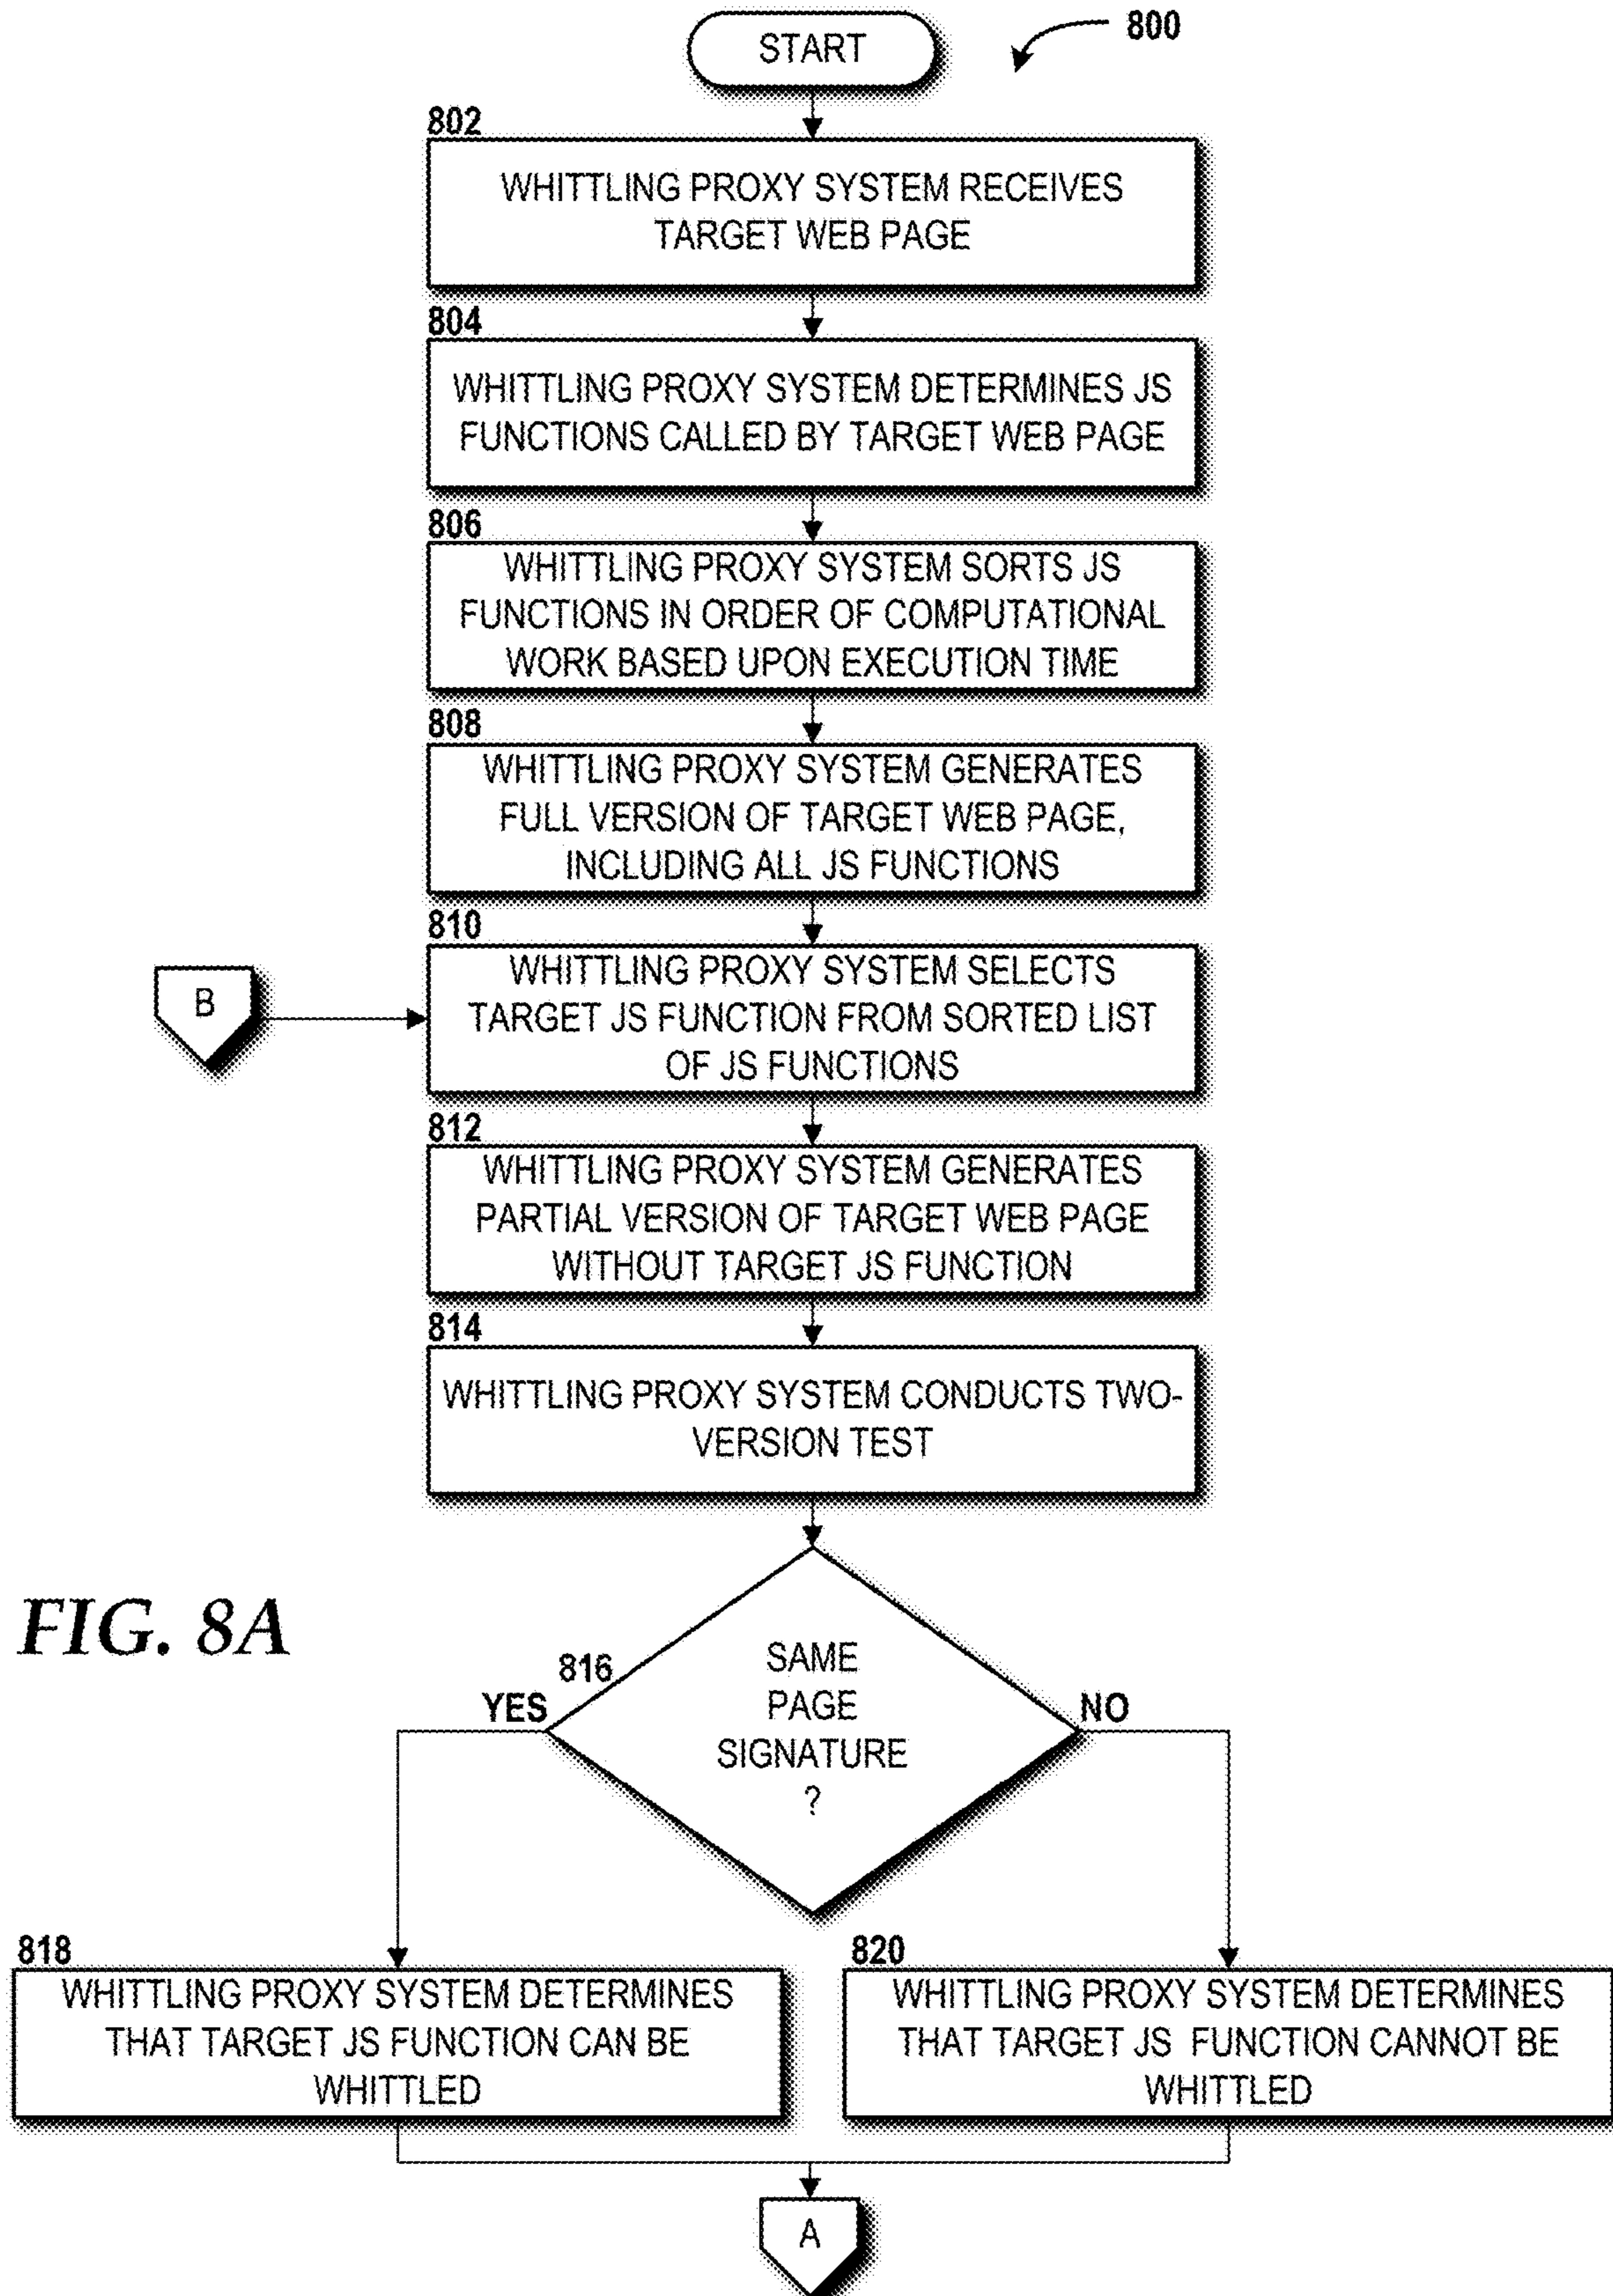 START
800
802
WHITTLING PROXY SYSTEM RECEIVES
TARGET WEB PAGE
804
WHITTLING PROXY SYSTEM DETERMINES JS
FUNCTIONS CALLED BY TARGET WEB PAGE
806
WHITTLING PROXY SYSTEM SORTS JS
FUNCTIONS IN ORDER OF COMPUTATIONAL
WORK BASED UPON EXECUTION TIME
808
WHITTLING PROXY SYSTEM GENERATES
FULL VERSION OF TARGET WEB PAGE,
INCLUDING ALL JS FUNCTIONS
810
B
WHITTLING PROXY SYSTEM SELECTS
TARGET JS FUNCTION FROM SORTED LIST
OF JS FUNCTIONS
812
WHITTLING PROXY SYSTEM GENERATES
PARTIAL VERSION OF TARGET WEB PAGE
WITHOUT TARGET JS FUNCTION
814
WHITTLING PROXY SYSTEM CONDUCTS TWO-
VERSION TEST
FIG. 8A
816
SAME
PAGE
SIGNATURE
?
YES
NO
818
WHITTLING PROXY SYSTEM DETERMINES
THAT TARGET JS FUNCTION CAN BE
WHITTLED
820
WHITTLING PROXY SYSTEM DETERMINES
THAT TARGET JS FUNCTION CANNOT BE
WHITTLED
A